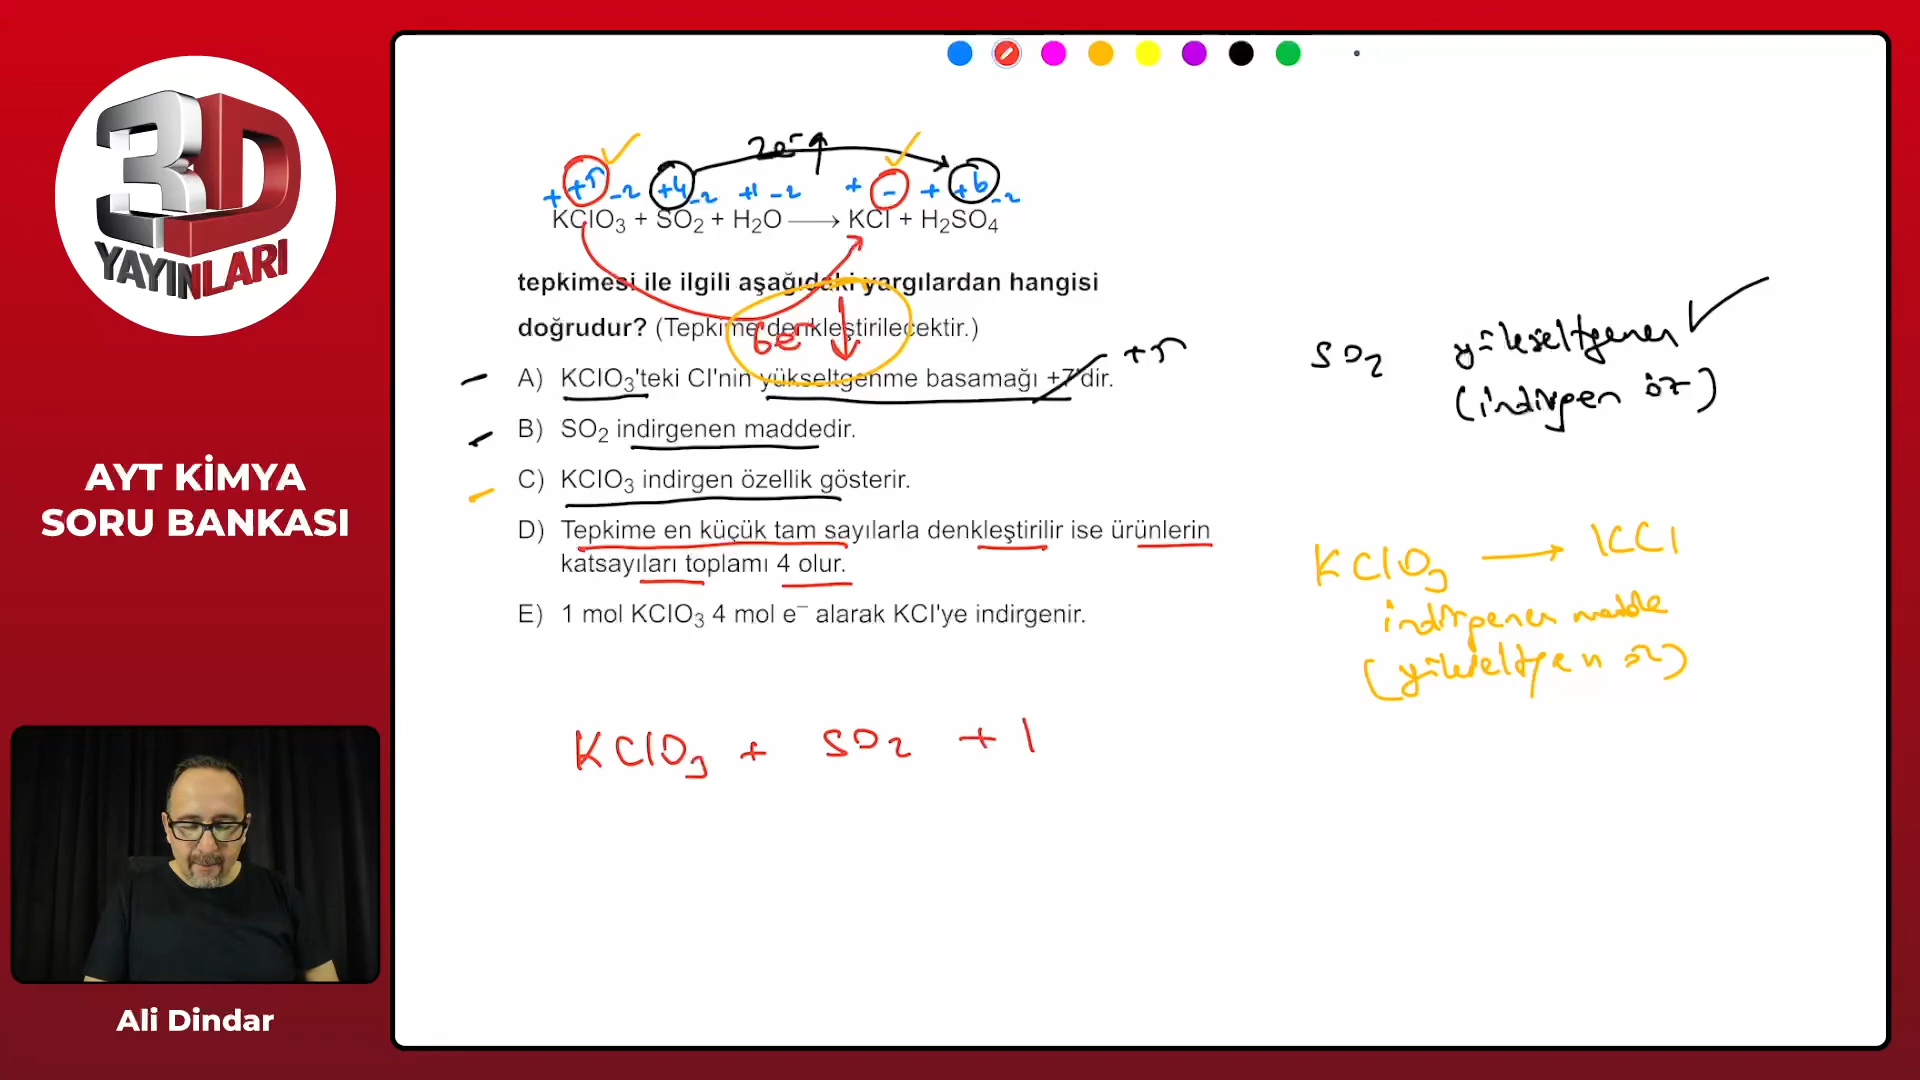 3D
YAYINLARI
AYT KİMYA
SORU BANKASI
Ali Dindar
2e⁻ ↑
+ +5 -2 +4 -2 +1 -2 + - + +6 -2
KClO₃ + SO₂ + H₂O ⟶ KCl + H₂SO₄
tepkimesi ile ilgili aşağıdaki yargılardan hangisi
doğrudur? (Tepkime denkleştirilecektir.)
6e⁻ ↓
A) KClO₃'teki Cl'nin yükseltgenme basamağı +7'dir.
+5
B) SO₂ indirgenen maddedir.
C) KClO₃ indirgen özellik gösterir.
D) Tepkime en küçük tam sayılarla denkleştirilir ise ürünlerin
katsayıları toplamı 4 olur.
E) 1 mol KClO₃ 4 mol e⁻ alarak KCl'ye indirgenir.
SO₂ yükseltgenen
(indirgen öz)
KClO₃ ⟶ KCl
indirgenen madde
(yükseltgen öz)
KClO₃ + SO₂ + l